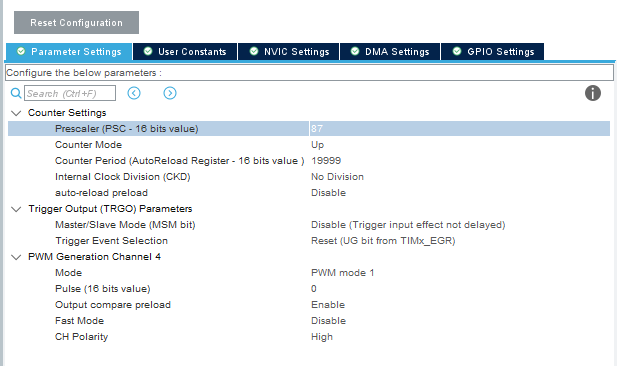 Reset Configuration
Parameter Settings User Constants NVIC Settings DMA Settings GPIO Settings
Configure the below parameters :
Search (Ctrl+F)
Counter Settings
Prescaler (PSC - 16 bits value) 87
Counter Mode Up
Counter Period (AutoReload Register - 16 bits value ) 19999
Internal Clock Division (CKD) No Division
auto-reload preload Disable
Trigger Output (TRGO) Parameters
Master/Slave Mode (MSM bit) Disable (Trigger input effect not delayed)
Trigger Event Selection Reset (UG bit from TIMx_EGR)
PWM Generation Channel 4
Mode PWM mode 1
Pulse (16 bits value) 0
Output compare preload Enable
Fast Mode Disable
CH Polarity High